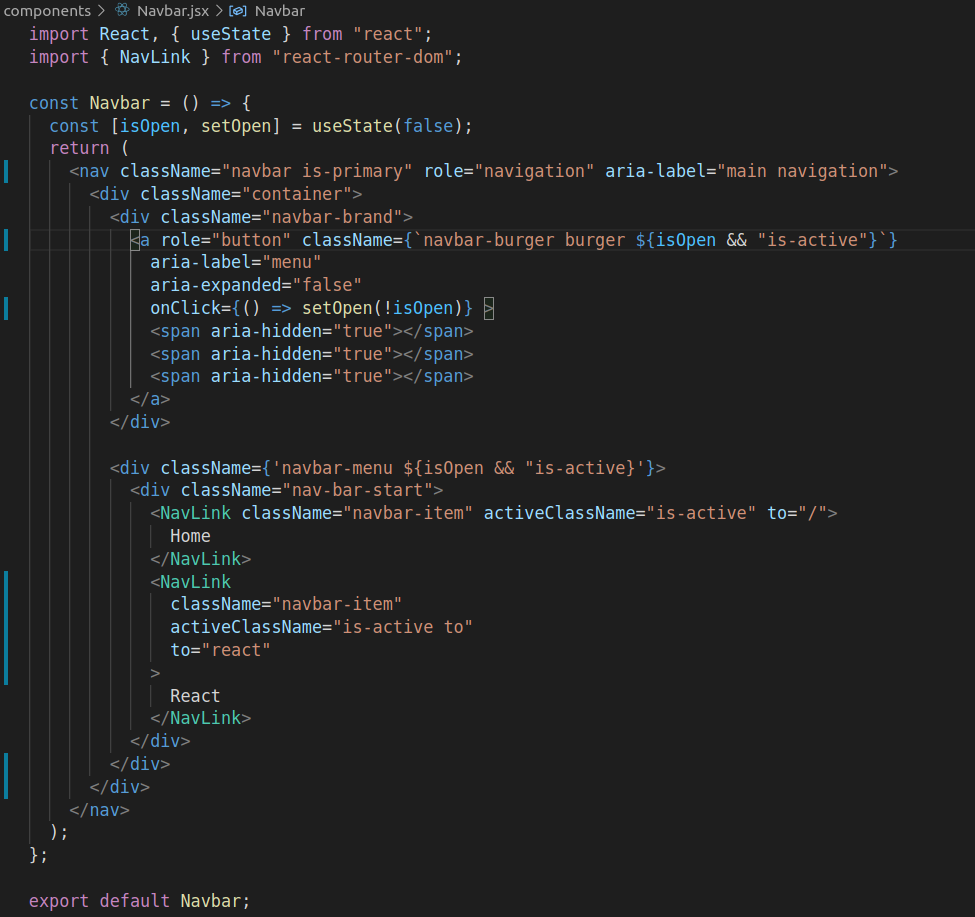 components > Navbar.jsx > Navbar
import React, { useState } from "react";
import { NavLink } from "react-router-dom";
const Navbar = () => {
const [isOpen, setOpen] = useState(false);
return (
<nav className="navbar is-primary" role="navigation" aria-label="main navigation">
<div className="container">
<div className="navbar-brand">
<a role="button" className={`navbar-burger burger ${isOpen && "is-active"}`}
aria-label="menu"
aria-expanded="false"
onClick={() => setOpen(!isOpen)} >
<span aria-hidden="true"></span>
<span aria-hidden="true"></span>
<span aria-hidden="true"></span>
</a>
</div>
<div className={'navbar-menu ${isOpen && "is-active}'}>
<div className="nav-bar-start">
<NavLink className="navbar-item" activeClassName="is-active" to="/">
Home
</NavLink>
<NavLink
className="navbar-item"
activeClassName="is-active to"
to="react"
>
React
</NavLink>
</div>
</div>
</div>
</nav>
);
};
export default Navbar;